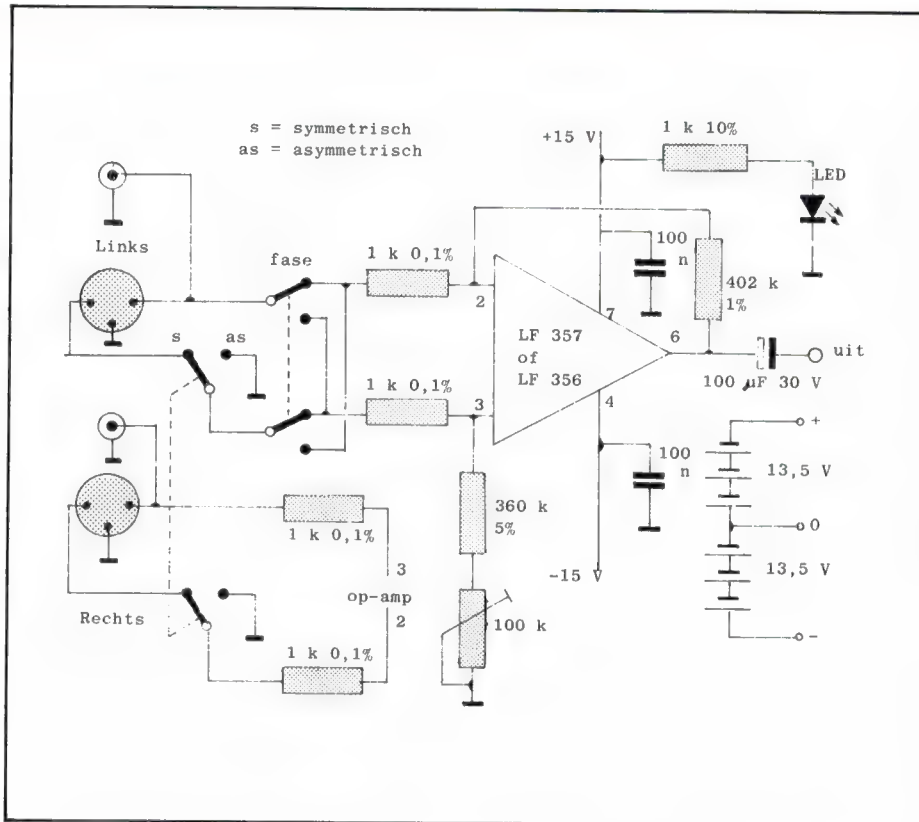 s = symmetrisch
as = asymmetrisch
+15 V
1 k 10%
LED
Links
fase
1 k 0,1%
100
n
402 k
1%
2
7
s
as
LF 357
of
LF 356
6
uit
100 µF 30 V
1 k 0,1%
3
4
+
100
n
13,5 V
360 k
5%
0
1 k 0,1%
3
-15 V
13,5 V
op-amp
Rechts
2
100 k
-
1 k 0,1%